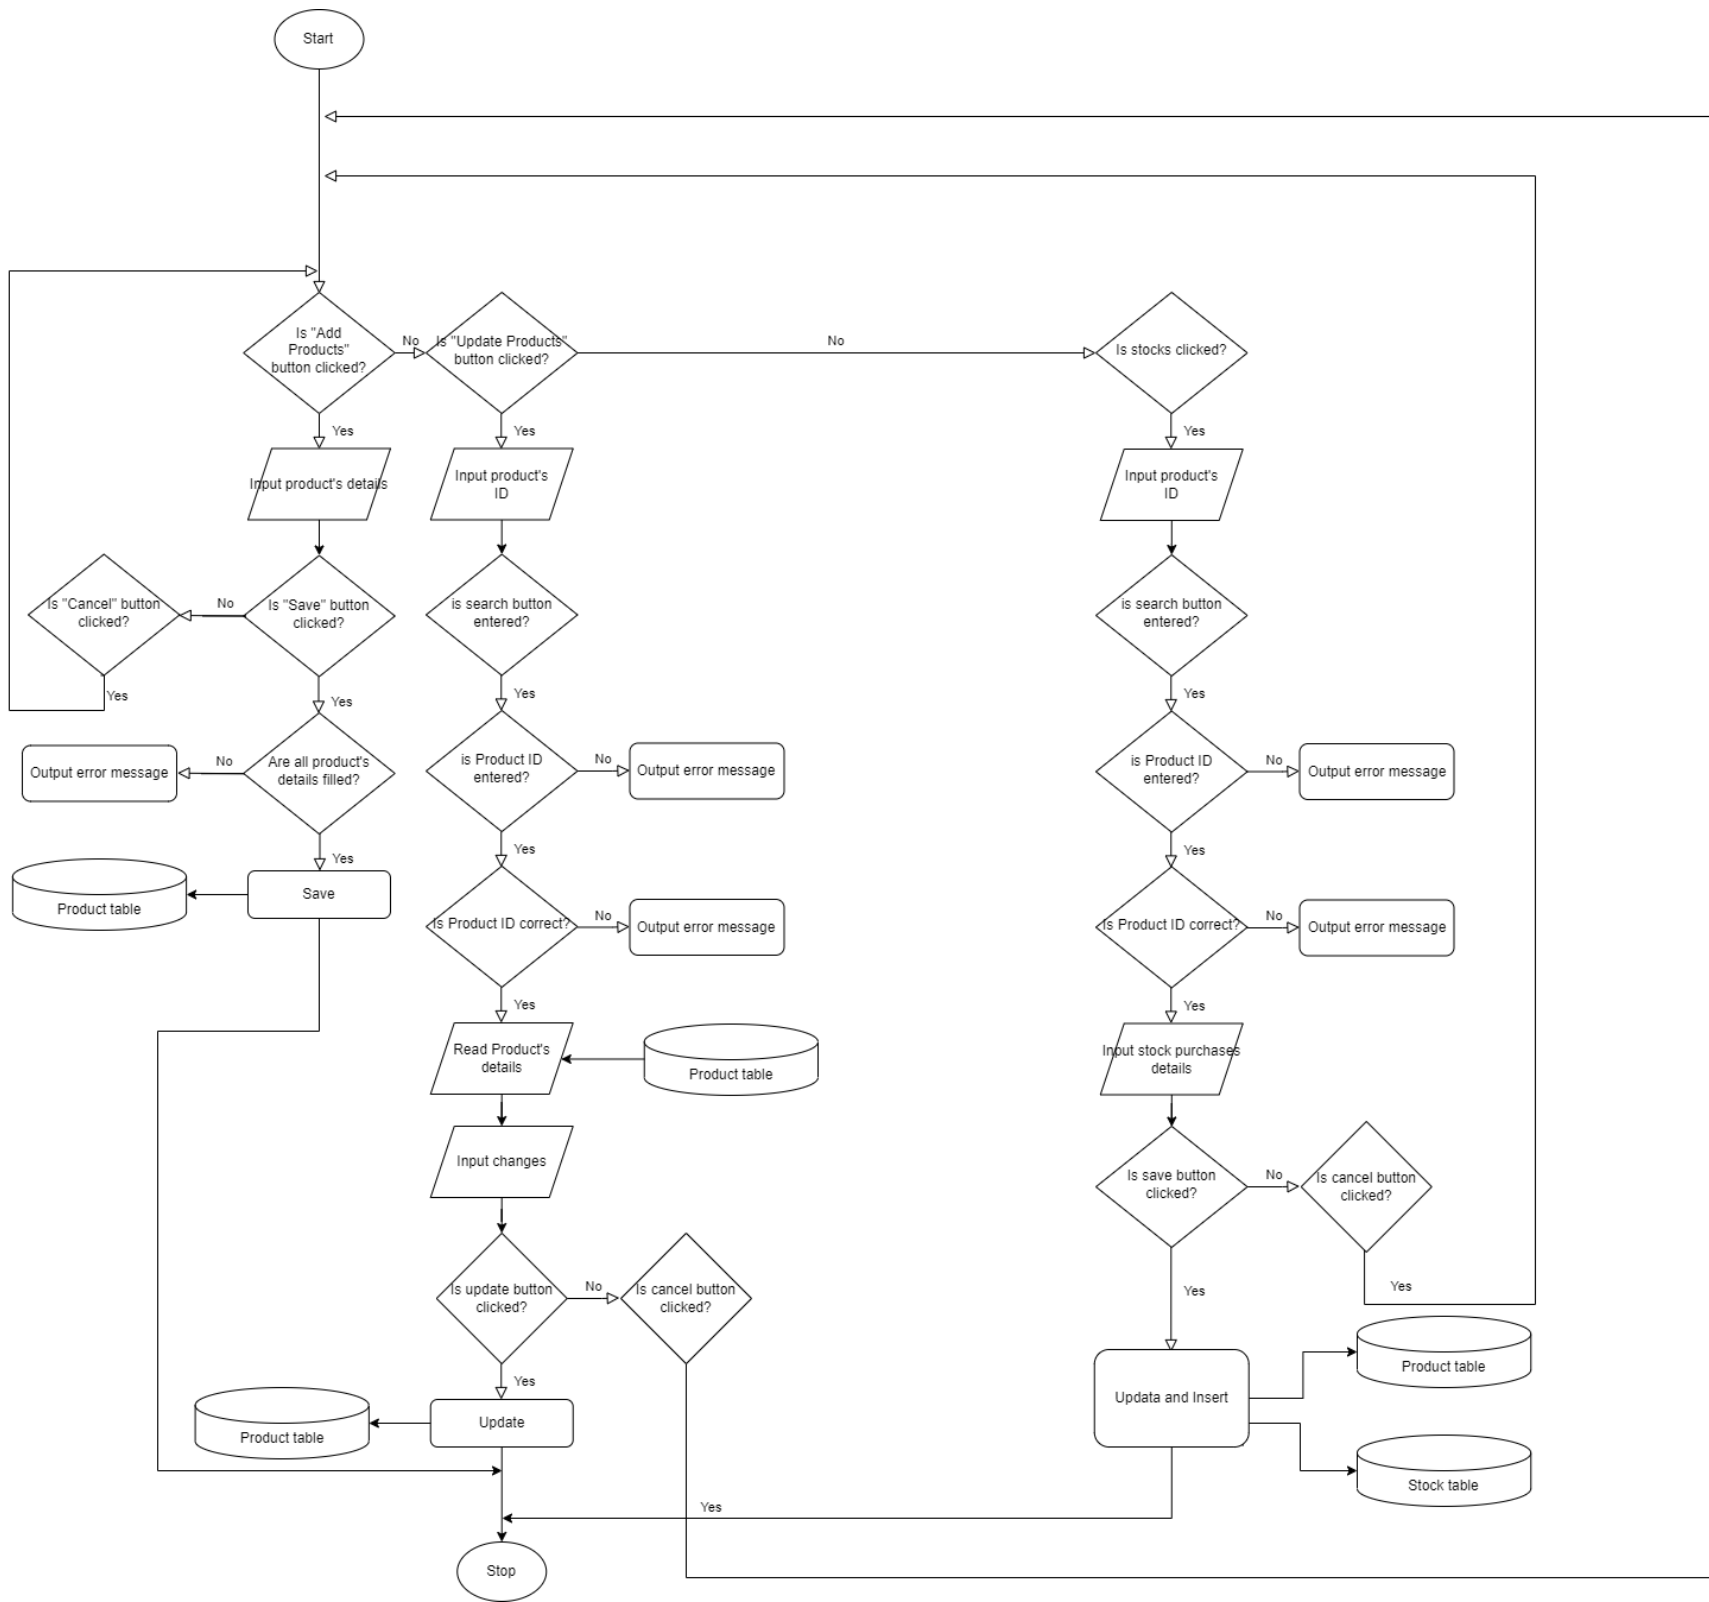 Start
Is "Add
Products"
button clicked?
No
Is "Update Products"
button clicked?
No
Is stocks clicked?
Yes
Yes
Yes
Input product's details
Input product's
ID
Input product's
ID
Is "Cancel" button
clicked?
No
Is "Save" button
clicked?
is search button
entered?
is search button
entered?
Yes
Yes
Yes
Yes
Output error message
No
Are all product's
details filled?
is Product ID
entered?
No
Output error message
is Product ID
entered?
No
Output error message
Yes
Yes
Yes
Product table
Save
Is Product ID correct?
No
Output error message
Is Product ID correct?
No
Output error message
Yes
Yes
Read Product's
details
Product table
Input stock purchases
details
Input changes
Is save button
clicked?
No
Is cancel button
clicked?
Is update button
clicked?
No
Is cancel button
clicked?
Yes
Yes
Yes
Product table
Updata and Insert
Product table
Update
Stock table
Yes
Stop